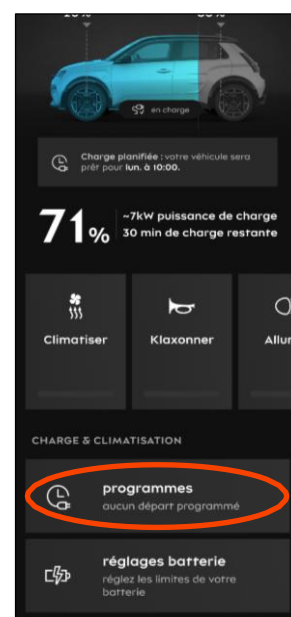 en charge
Charge planifiée : votre véhicule sera
prêt pour lun. à 10:00.
71%
~7kW puissance de charge
30 min de charge restante
Climatiser
Klaxonner
Allur
CHARGE & CLIMATISATION
programmes
aucun départ programmé
réglages batterie
réglez les limites de votre
batterie